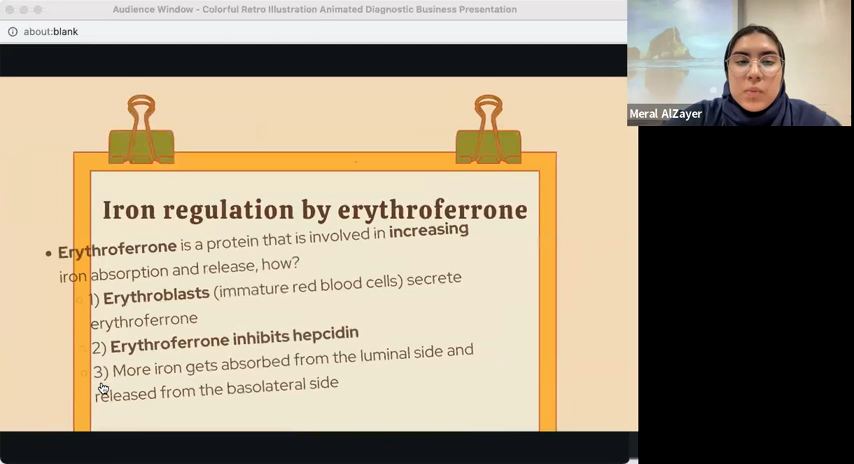 Audience Window - Colorful Retro Illustration Animated Diagnostic Business Presentation
about:blank
Meral AlZayer
Iron regulation by erythroferrone
• Erythroferrone is a protein that is involved in increasing
iron absorption and release, how?
1) Erythroblasts (immature red blood cells) secrete
erythroferrone
2) Erythroferrone inhibits hepcidin
3) More iron gets absorbed from the luminal side and
released from the basolateral side